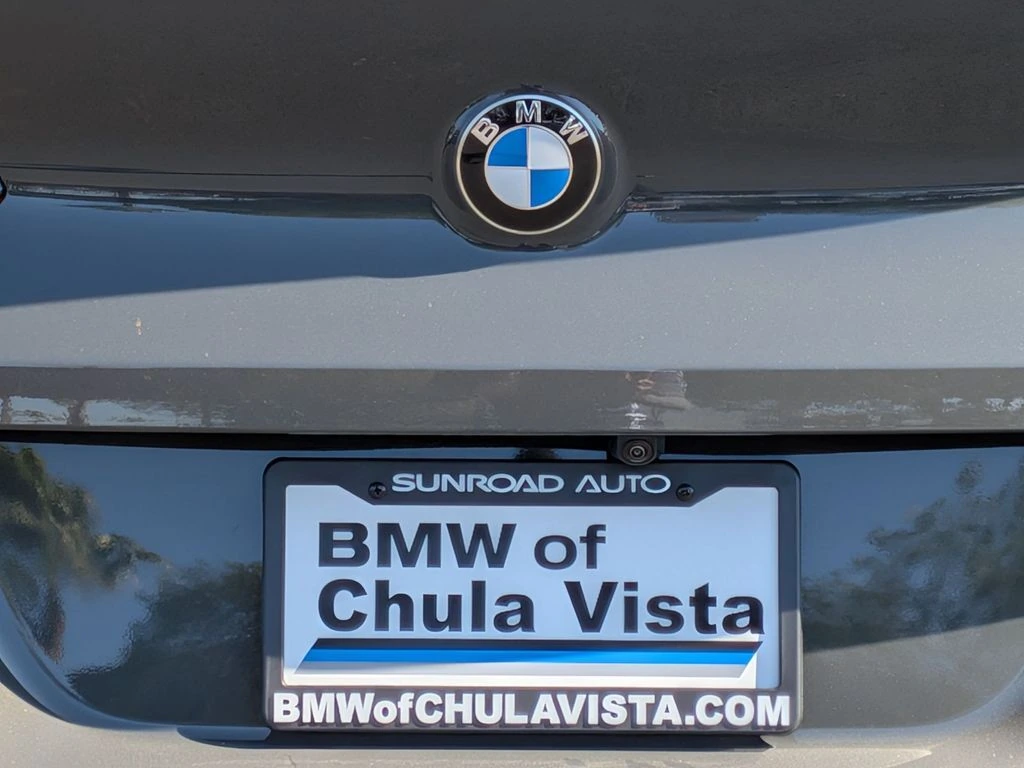 BMW
SUNROAD AUTO
BMW of
Chula Vista
BMWofCHULAVISTA.COM